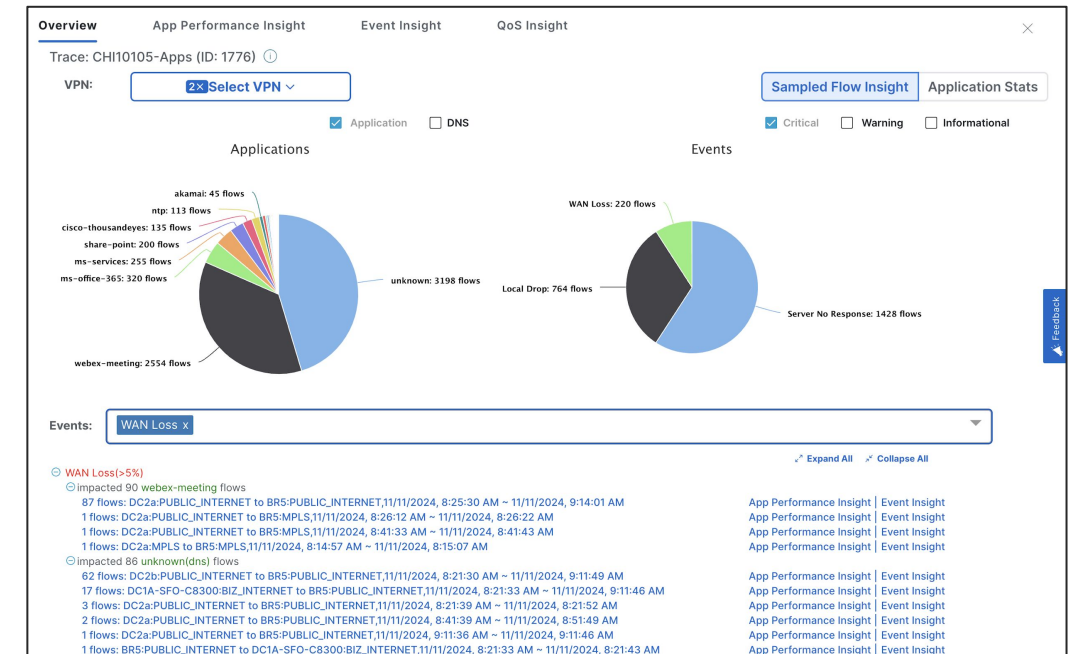 Overview App Performance Insight Event Insight QoS Insight
Trace: CHI10105-Apps (ID: 1776)
VPN: 2× Select VPN Sampled Flow Insight Application Stats
Application DNS Critical Warning Informational
Applications
Events
akamai: 45 flows
ntp: 113 flows
cisco-thousandeyes: 135 flows
share-point: 200 flows
ms-services: 255 flows
ms-office-365: 320 flows
unknown: 3198 flows
webex-meeting: 2554 flows
WAN Loss: 220 flows
Local Drop: 764 flows
Server No Response: 1428 flows
Feedback
Events: WAN Loss x
Expand All Collapse All
WAN Loss(>5%)
impacted 90 webex-meeting flows
87 flows: DC2a:PUBLIC_INTERNET to BR5:PUBLIC_INTERNET,11/11/2024, 8:25:30 AM ~ 11/11/2024, 9:14:01 AM App Performance Insight | Event Insight
1 flows: DC2a:PUBLIC_INTERNET to BR5:MPLS,11/11/2024, 8:26:12 AM ~ 11/11/2024, 8:26:22 AM App Performance Insight | Event Insight
1 flows: DC2a:PUBLIC_INTERNET to BR5:MPLS,11/11/2024, 8:41:33 AM ~ 11/11/2024, 8:41:43 AM App Performance Insight | Event Insight
1 flows: DC2a:MPLS to BR5:MPLS,11/11/2024, 8:14:57 AM ~ 11/11/2024, 8:15:07 AM App Performance Insight | Event Insight
impacted 86 unknown(dns) flows
62 flows: DC2b:PUBLIC_INTERNET to BR5:PUBLIC_INTERNET,11/11/2024, 8:21:30 AM ~ 11/11/2024, 9:11:49 AM App Performance Insight | Event Insight
17 flows: DC1A-SFO-C8300:BIZ_INTERNET to BR5:PUBLIC_INTERNET,11/11/2024, 8:21:33 AM ~ 11/11/2024, 9:11:46 AM App Performance Insight | Event Insight
3 flows: DC2a:PUBLIC_INTERNET to BR5:PUBLIC_INTERNET,11/11/2024, 8:21:39 AM ~ 11/11/2024, 8:21:52 AM App Performance Insight | Event Insight
2 flows: DC2a:PUBLIC_INTERNET to BR5:PUBLIC_INTERNET,11/11/2024, 8:41:39 AM ~ 11/11/2024, 8:51:49 AM App Performance Insight | Event Insight
1 flows: DC2a:PUBLIC_INTERNET to BR5:PUBLIC_INTERNET,11/11/2024, 9:11:36 AM ~ 11/11/2024, 9:11:46 AM App Performance Insight | Event Insight
1 flows: BR5:PUBLIC_INTERNET to DC1A-SFO-C8300:BIZ_INTERNET,11/11/2024, 8:21:33 AM ~ 11/11/2024, 8:21:43 AM App Performance Insight | Event Insight